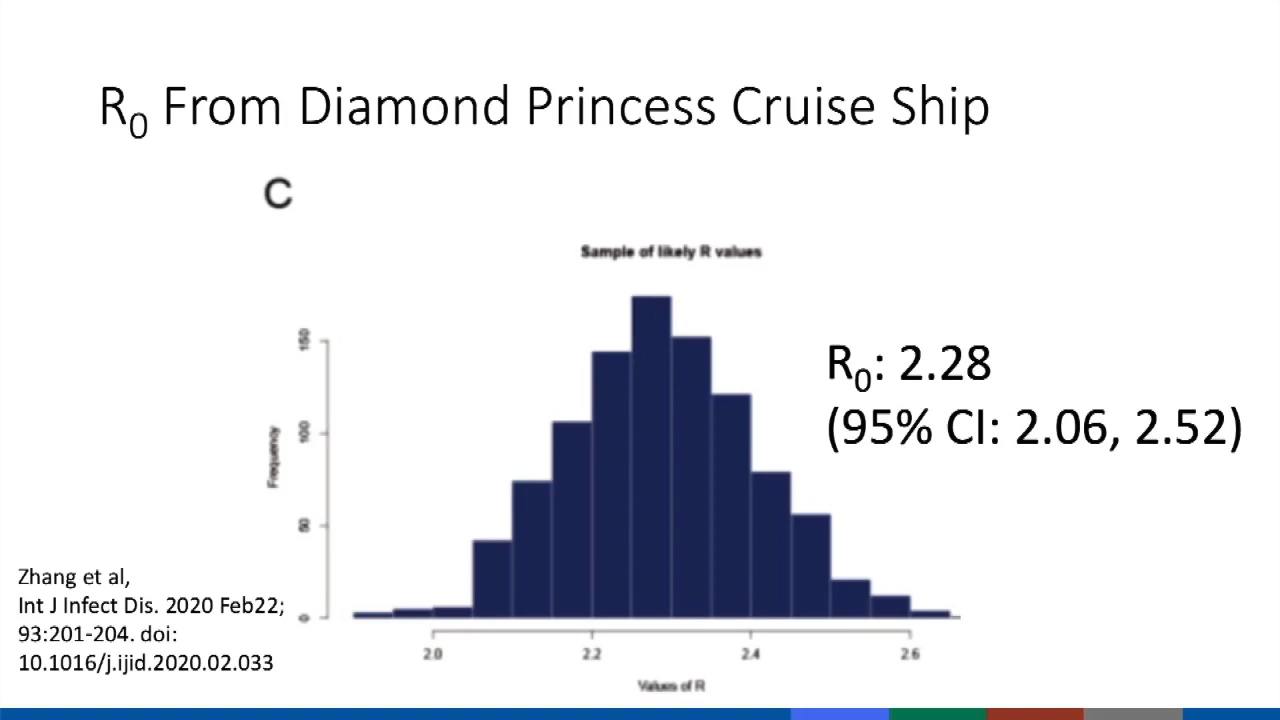 R0 From Diamond Princess Cruise Ship
C
Sample of likely R values
150
100
50
0
Frequency
2.0 2.2 2.4 2.6
Values of R
R0: 2.28
(95% CI: 2.06, 2.52)
Zhang et al,
Int J Infect Dis. 2020 Feb22;
93:201-204. doi:
10.1016/j.ijid.2020.02.033